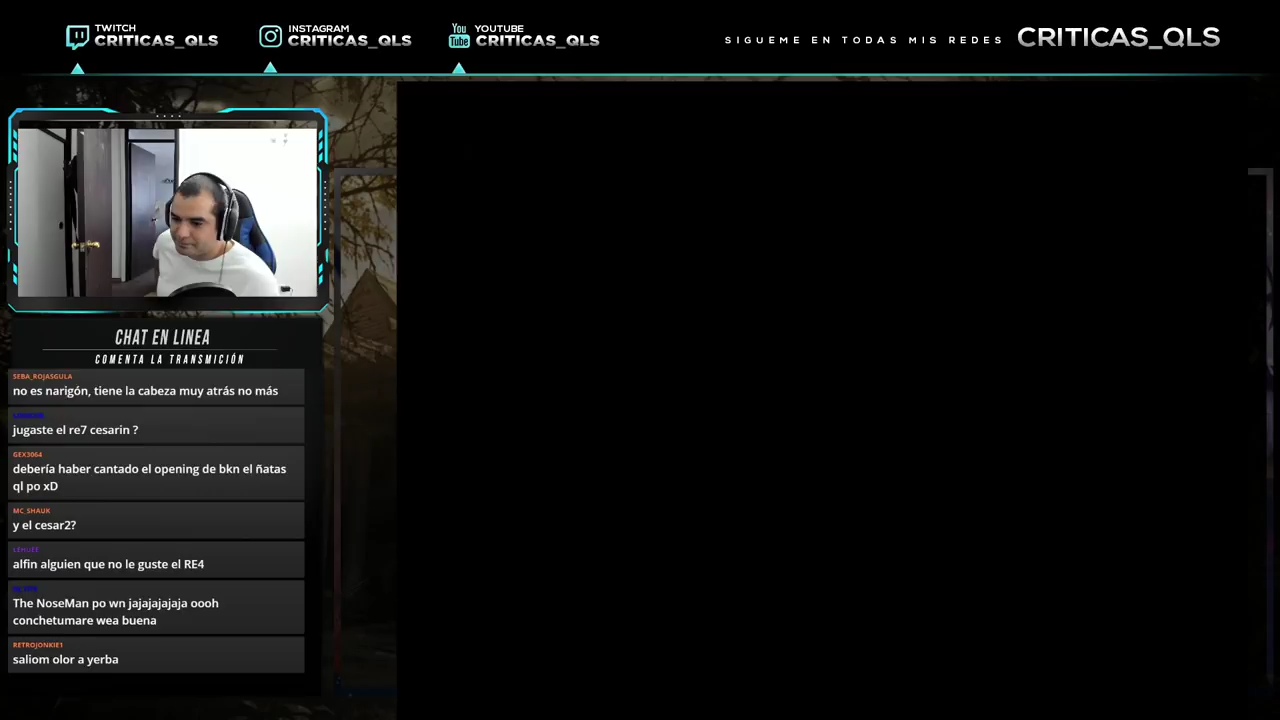 TWITCH
CRITICAS_QLS
INSTAGRAM
CRITICAS_QLS
You
Tube
YOUTUBE
CRITICAS_QLS
SIGUEME EN TODAS MIS REDES
CRITICAS_QLS
CHAT EN LINEA
COMENTA LA TRANSMICIÓN
SEBA_ROJASGULA
no es narigón, tiene la cabeza muy atrás no más
jugaste el re7 cesarin ?
GEX3064
debería haber cantado el opening de bkn el ñatas
ql po xD
MC_SHAUK
y el cesar2?
alfin alguien que no le guste el RE4
The NoseMan po wn jajajajajaja oooh
conchetumare wea buena
RETROJONKIE1
saliom olor a yerba